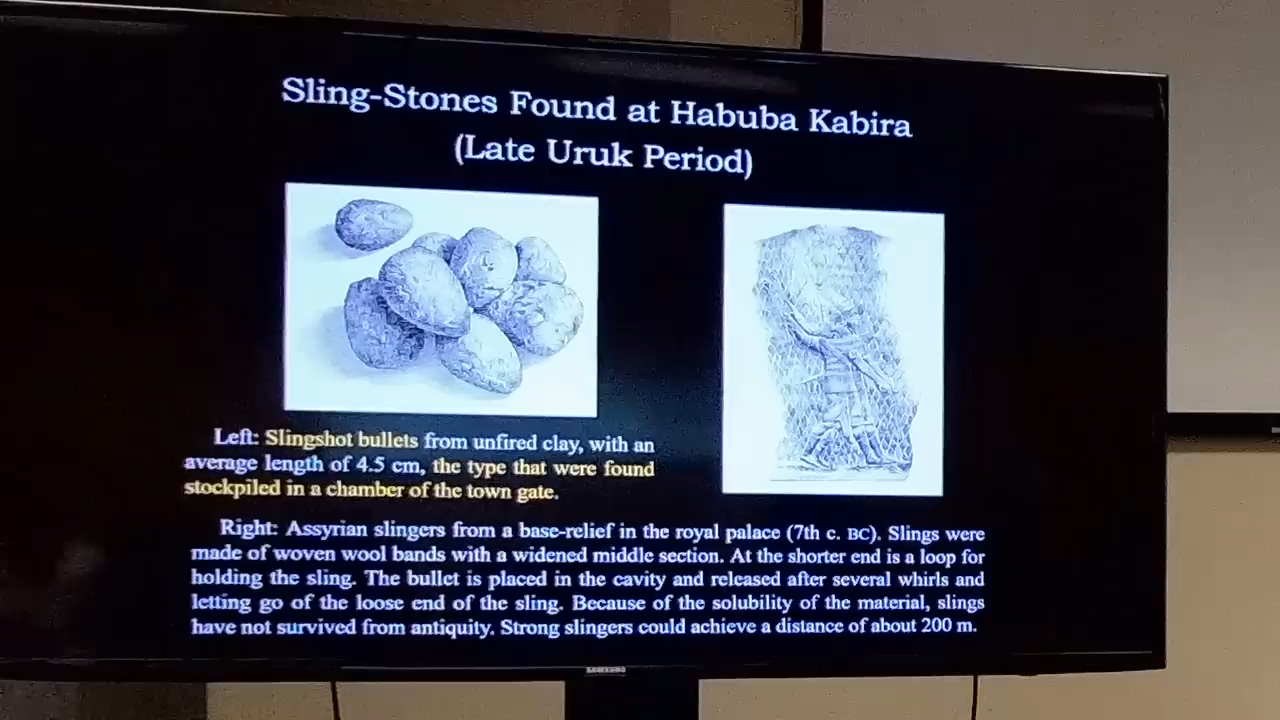 Sling-Stones Found at Habuba Kabira
(Late Uruk Period)
Left: Slingshot bullets from unfired clay, with an
average length of 4.5 cm, the type that were found
stockpiled in a chamber of the town gate.
Right: Assyrian slingers from a base-relief in the royal palace (7th c. BC). Slings were
made of woven wool bands with a widened middle section. At the shorter end is a loop for
holding the sling. The bullet is placed in the cavity and released after several whirls and
letting go of the loose end of the sling. Because of the solubility of the material, slings
have not survived from antiquity. Strong slingers could achieve a distance of about 200 m.
SAMSUNG